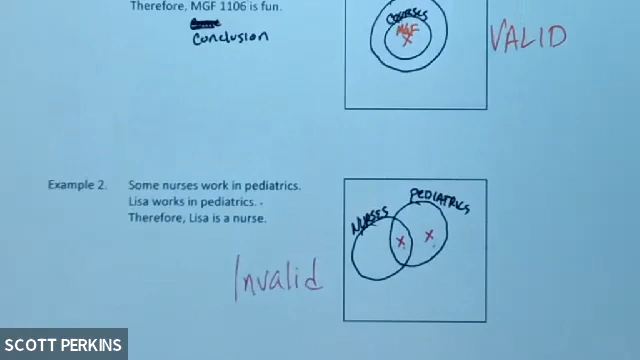 Therefore, MGF 1106 is fun.
Conclusion
COURSES
MGF
X
VALID
Example 2.
Some nurses work in pediatrics.
Lisa works in pediatrics.
Therefore, Lisa is a nurse.
NURSES
PEDIATRICS
X
X
Invalid
SCOTT PERKINS